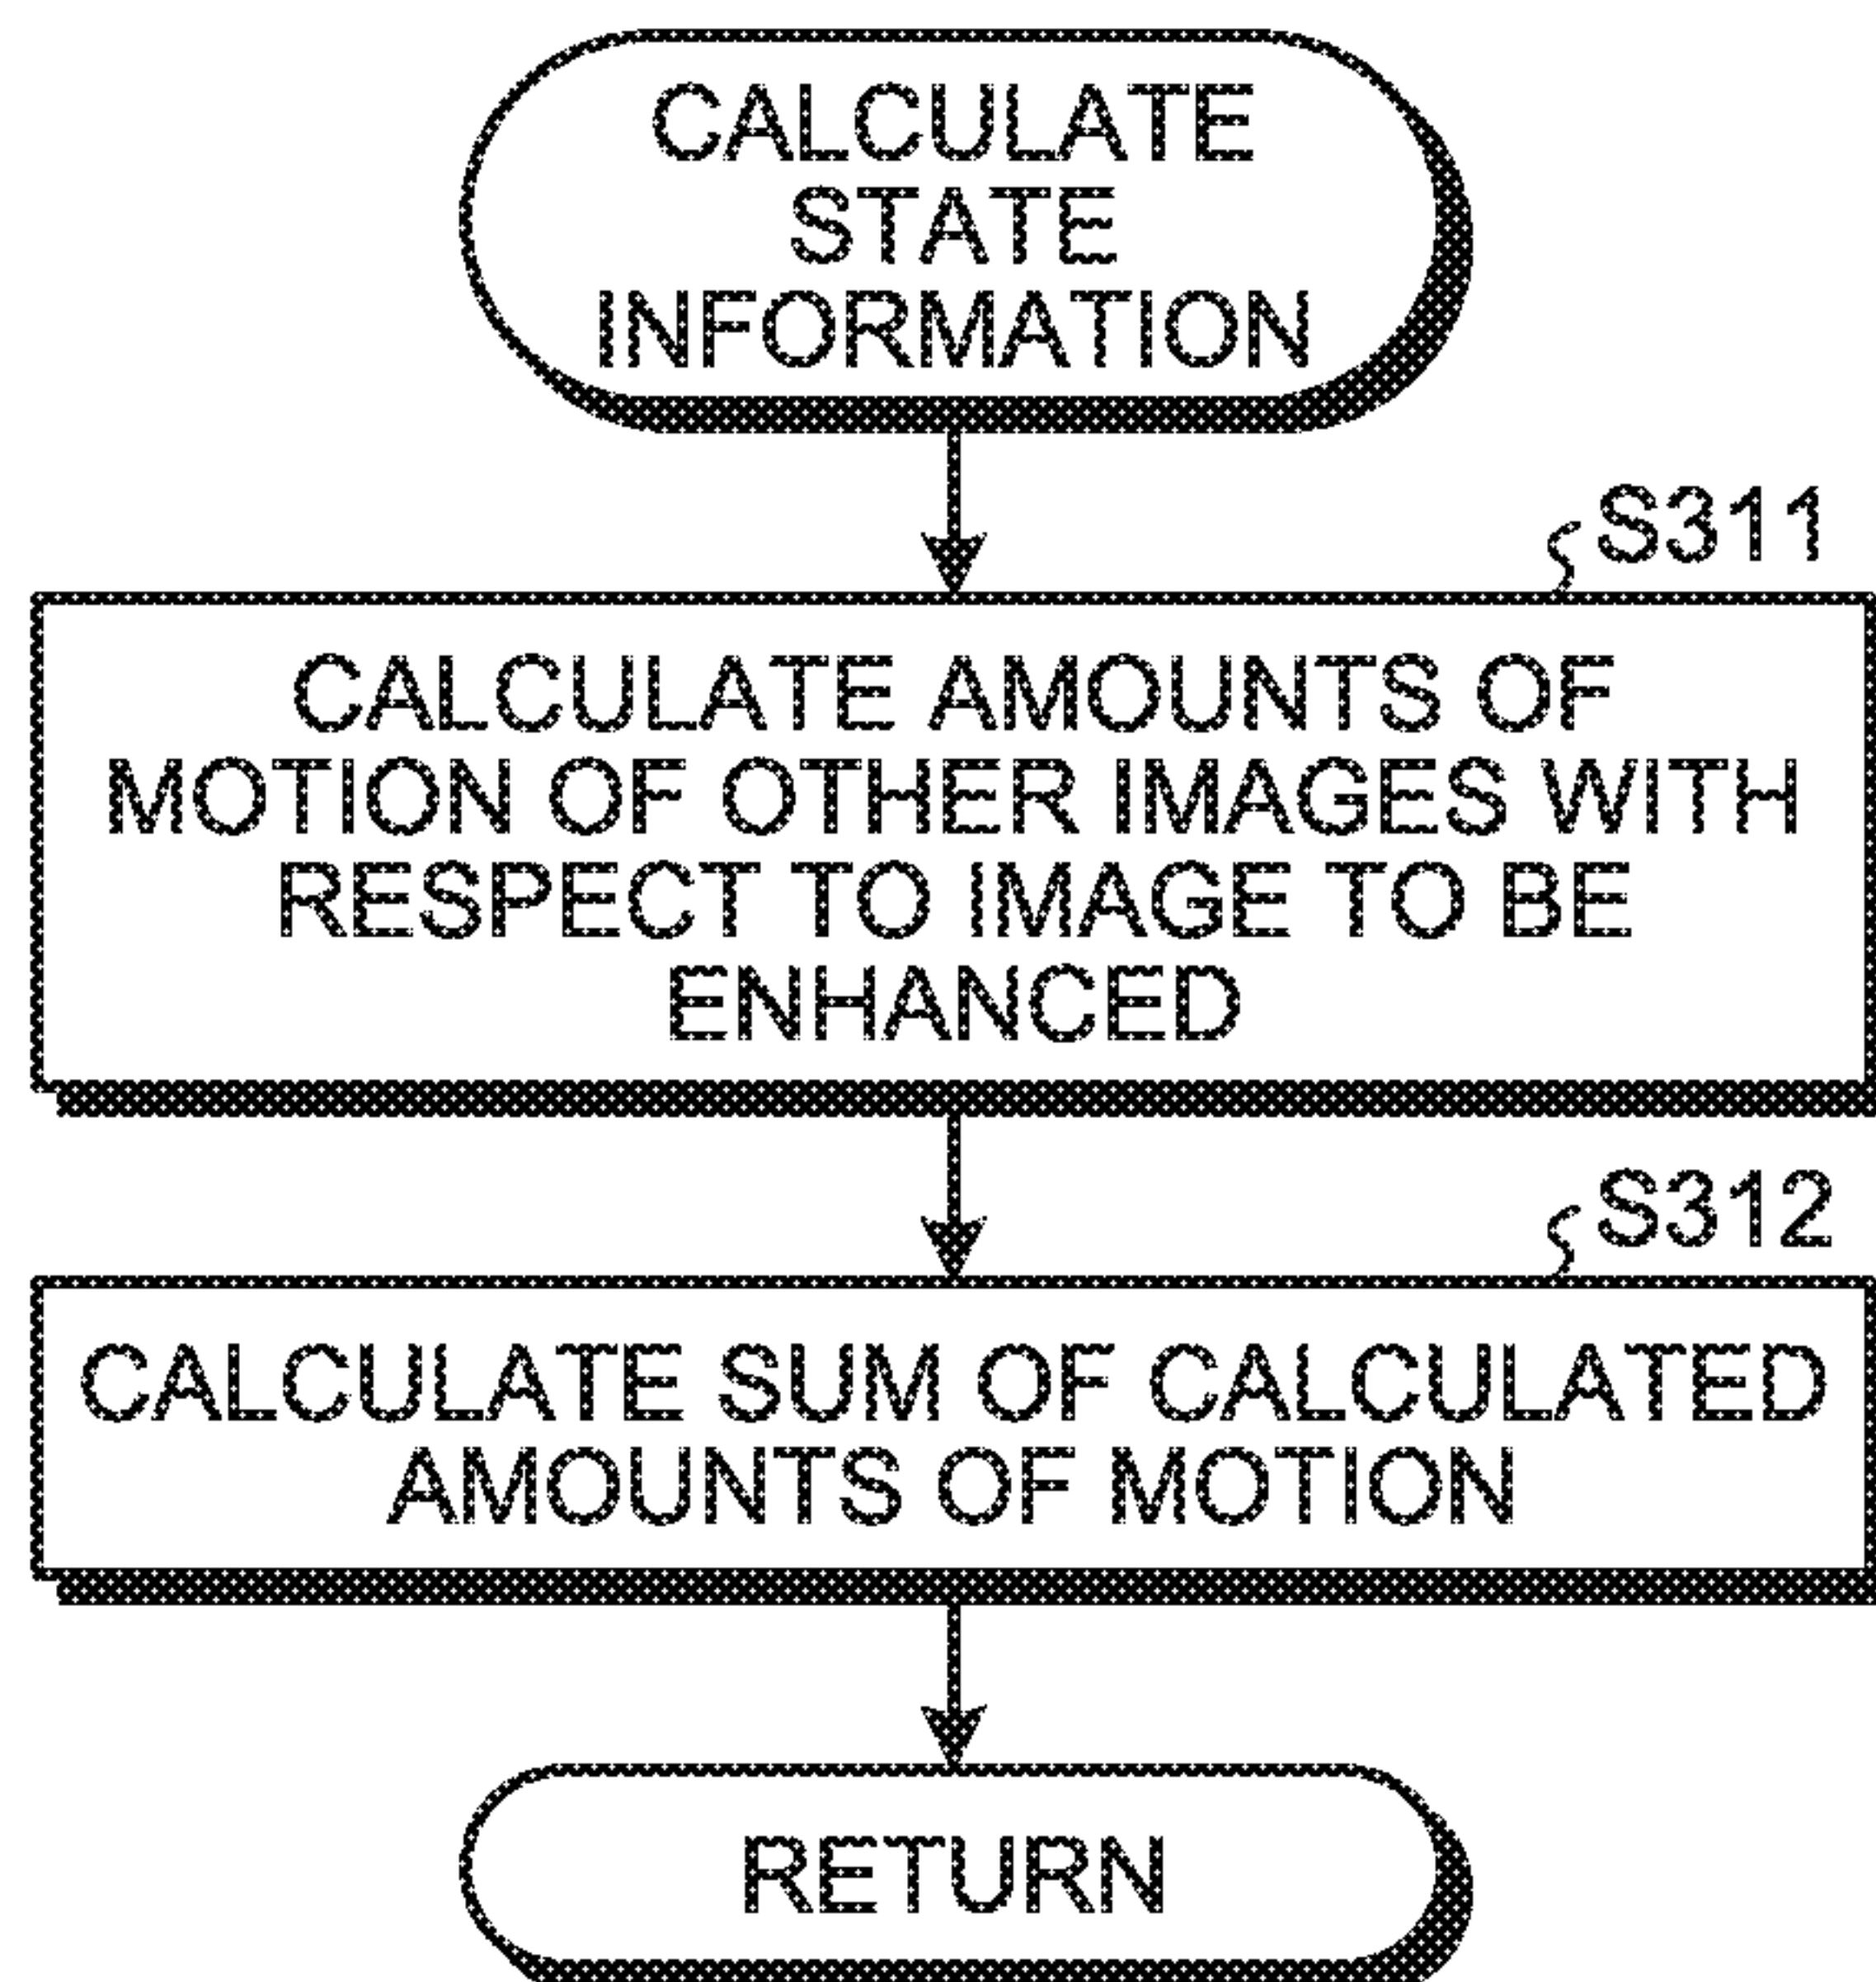 CALCULATE
STATE
INFORMATION
S311
CALCULATE AMOUNTS OF
MOTION OF OTHER IMAGES WITH
RESPECT TO IMAGE TO BE
ENHANCED
S312
CALCULATE SUM OF CALCULATED
AMOUNTS OF MOTION
RETURN